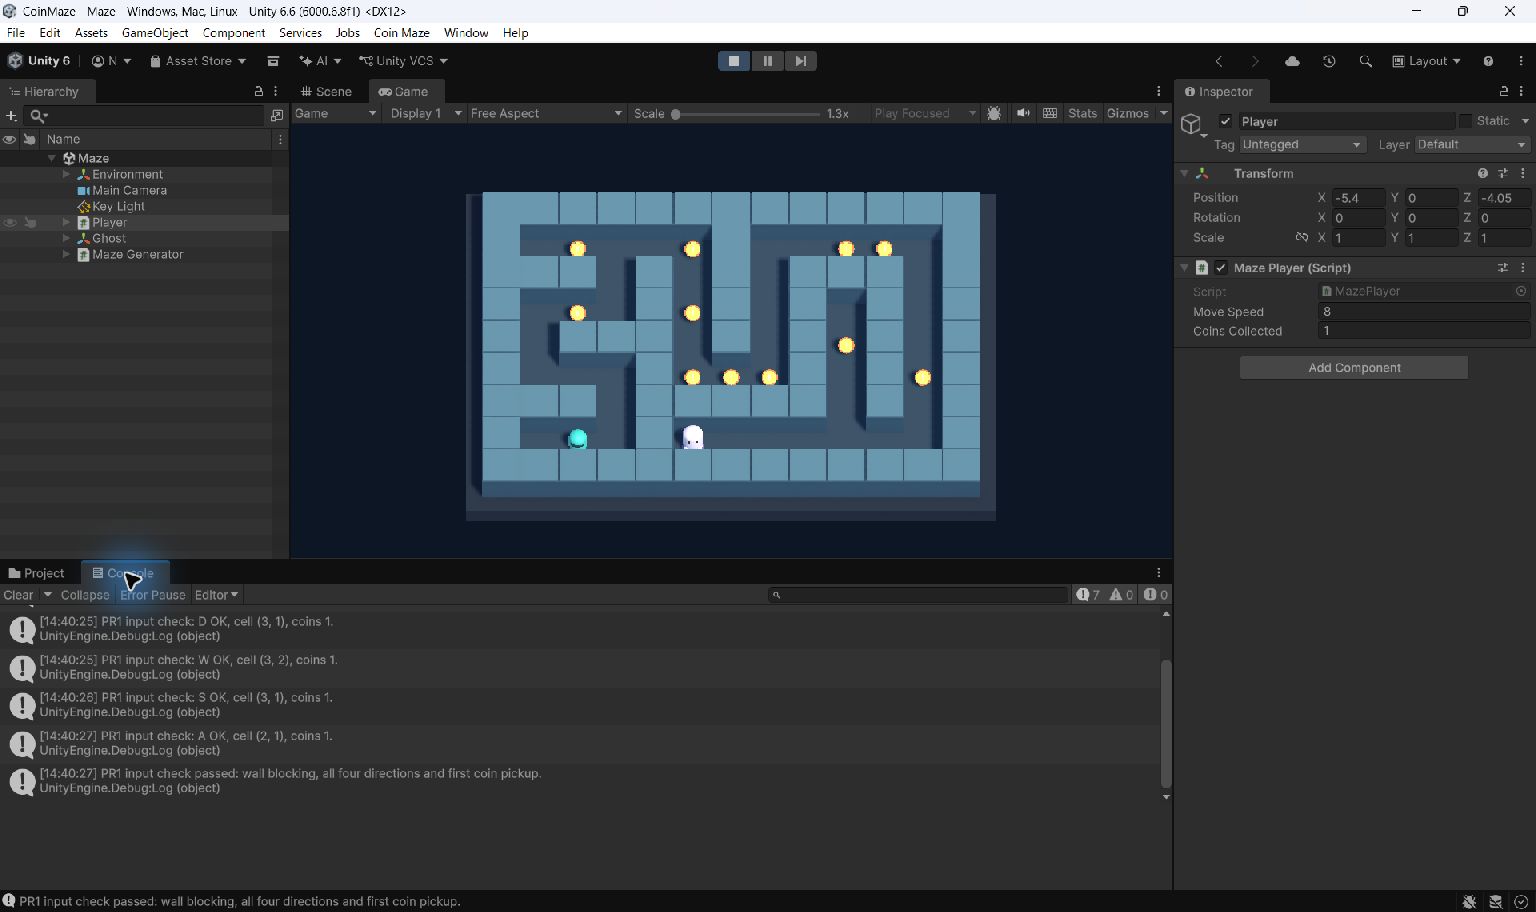 CoinMaze - Maze - Windows, Mac, Linux - Unity 6.6 (6000.6.8f1) <DX12>
File Edit Assets GameObject Component Services Jobs Coin Maze Window Help
Unity 6 N Asset Store AI Unity VCS Layout
Hierarchy
Scene Game
Inspector
Game Display 1 Free Aspect Scale 1.3x Play Focused Stats Gizmos
Name
Maze
Environment
Main Camera
Key Light
Player
Ghost
Maze Generator
Player Static
Tag Untagged Layer Default
Transform
Position X -5.4 Y 0 Z -4.05
Rotation X 0 Y 0 Z 0
Scale X 1 Y 1 Z 1
Maze Player (Script)
Script MazePlayer
Move Speed 8
Coins Collected 1
Add Component
Project Console
Clear Collapse Error Pause Editor 7 0 0
[14:40:25] PR1 input check: D OK, cell (3, 1), coins 1.
UnityEngine.Debug:Log (object)
[14:40:25] PR1 input check: W OK, cell (3, 2), coins 1.
UnityEngine.Debug:Log (object)
[14:40:26] PR1 input check: S OK, cell (3, 1), coins 1.
UnityEngine.Debug:Log (object)
[14:40:27] PR1 input check: A OK, cell (2, 1), coins 1.
UnityEngine.Debug:Log (object)
[14:40:27] PR1 input check passed: wall blocking, all four directions and first coin pickup.
UnityEngine.Debug:Log (object)
PR1 input check passed: wall blocking, all four directions and first coin pickup.